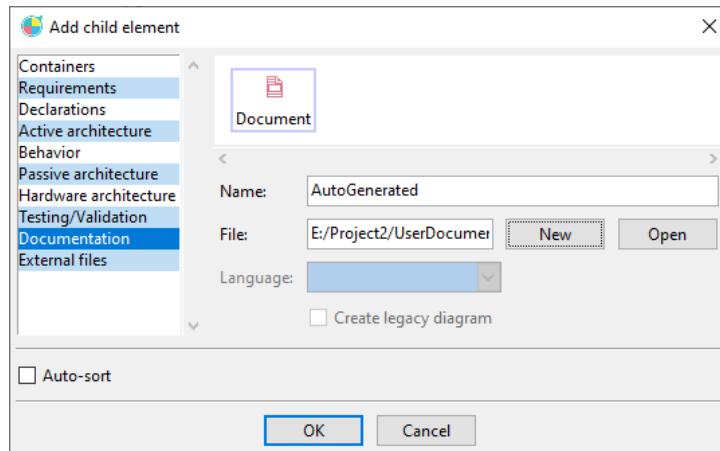 Add child element
Containers
Requirements
Declarations
Active architecture
Behavior
Passive architecture
Hardware architecture
Testing/Validation
Documentation
External files
Document
Name: AutoGenerated
File: E:/Project2/UserDocumer New Open
Language:
Create legacy diagram
Auto-sort
OK Cancel